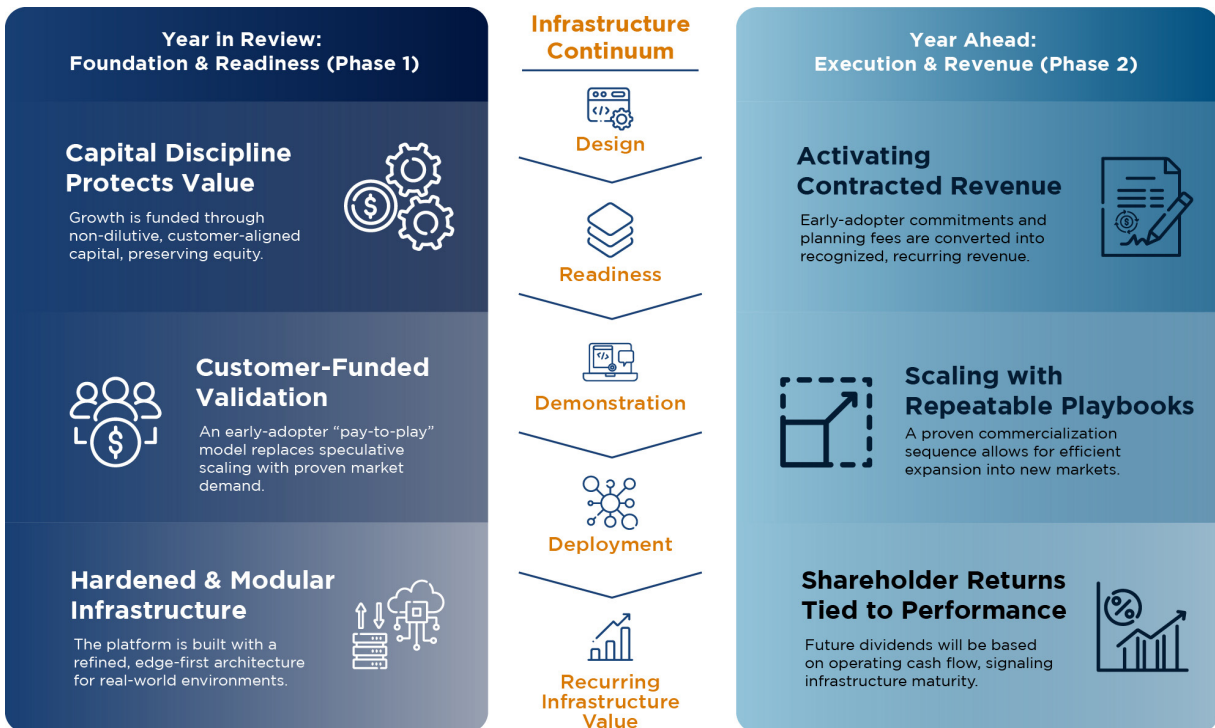 Year in Review:
Foundation & Readiness (Phase 1)
Capital Discipline
Protects Value
Growth is funded through
non-dilutive, customer-aligned
capital, preserving equity.
$
Customer-Funded
Validation
An early-adopter “pay-to-play”
model replaces speculative
scaling with proven market
demand.
$
Hardened & Modular
Infrastructure
The platform is built with a
refined, edge-first architecture
for real-world environments.
Infrastructure
Continuum
</>
Design
Readiness
</>
Demonstration
Deployment
Recurring
Infrastructure
Value
Year Ahead:
Execution & Revenue (Phase 2)
Activating
Contracted Revenue
Early-adopter commitments and
planning fees are converted into
recognized, recurring revenue.
$
Scaling with
Repeatable Playbooks
A proven commercialization
sequence allows for efficient
expansion into new markets.
Shareholder Returns
Tied to Performance
Future dividends will be based
on operating cash flow, signaling
infrastructure maturity.
%